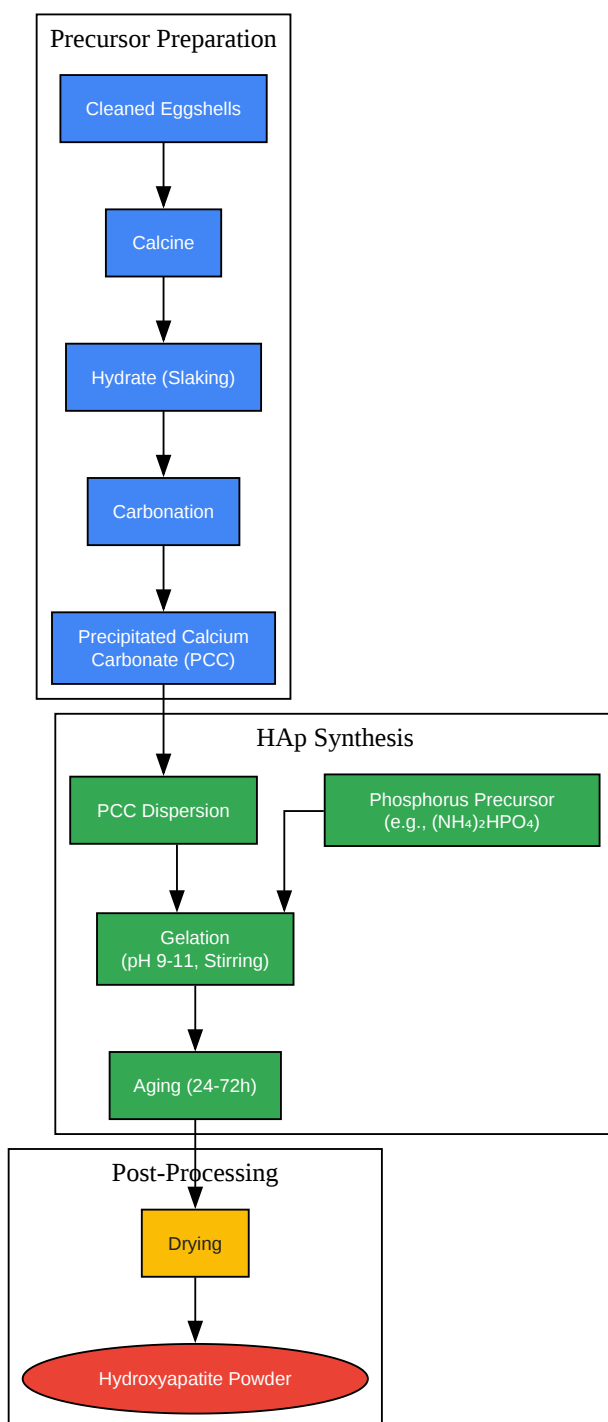 Precursor Preparation
Cleaned Eggshells
Calcine
Hydrate (Slaking)
Carbonation
Precipitated Calcium
Carbonate (PCC)
HAp Synthesis
PCC Dispersion
Phosphorus Precursor
(e.g., (NH₄)₂HPO₄)
Gelation
(pH 9-11, Stirring)
Aging (24-72h)
Post-Processing
Drying
Hydroxyapatite Powder